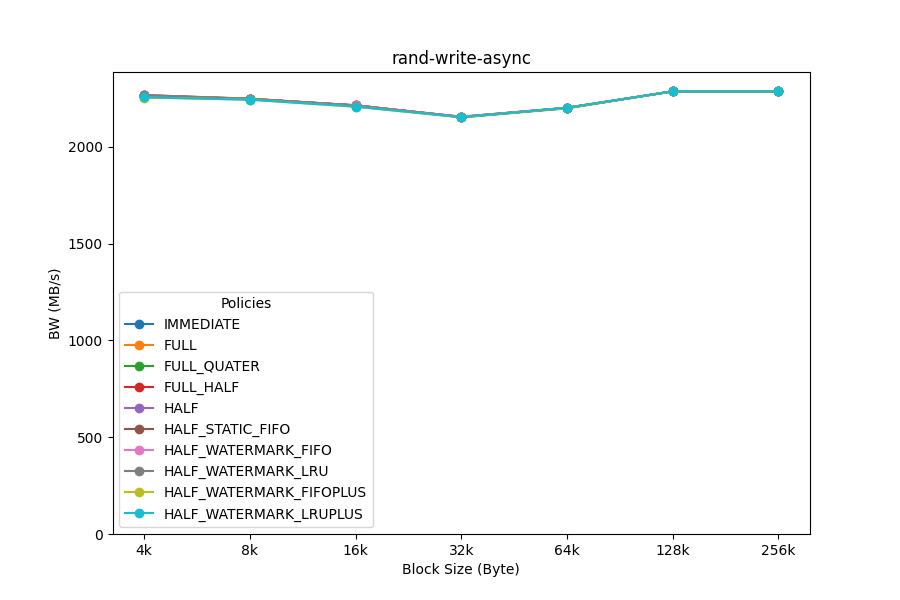 rand-write-async
BW (MB/s)
2000
1500
1000
500
0
Policies
IMMEDIATE
FULL
FULL_QUATER
FULL_HALF
HALF
HALF_STATIC_FIFO
HALF_WATERMARK_FIFO
HALF_WATERMARK_LRU
HALF_WATERMARK_FIFOPLUS
HALF_WATERMARK_LRUPLUS
4k 8k 16k 32k 64k 128k 256k
Block Size (Byte)